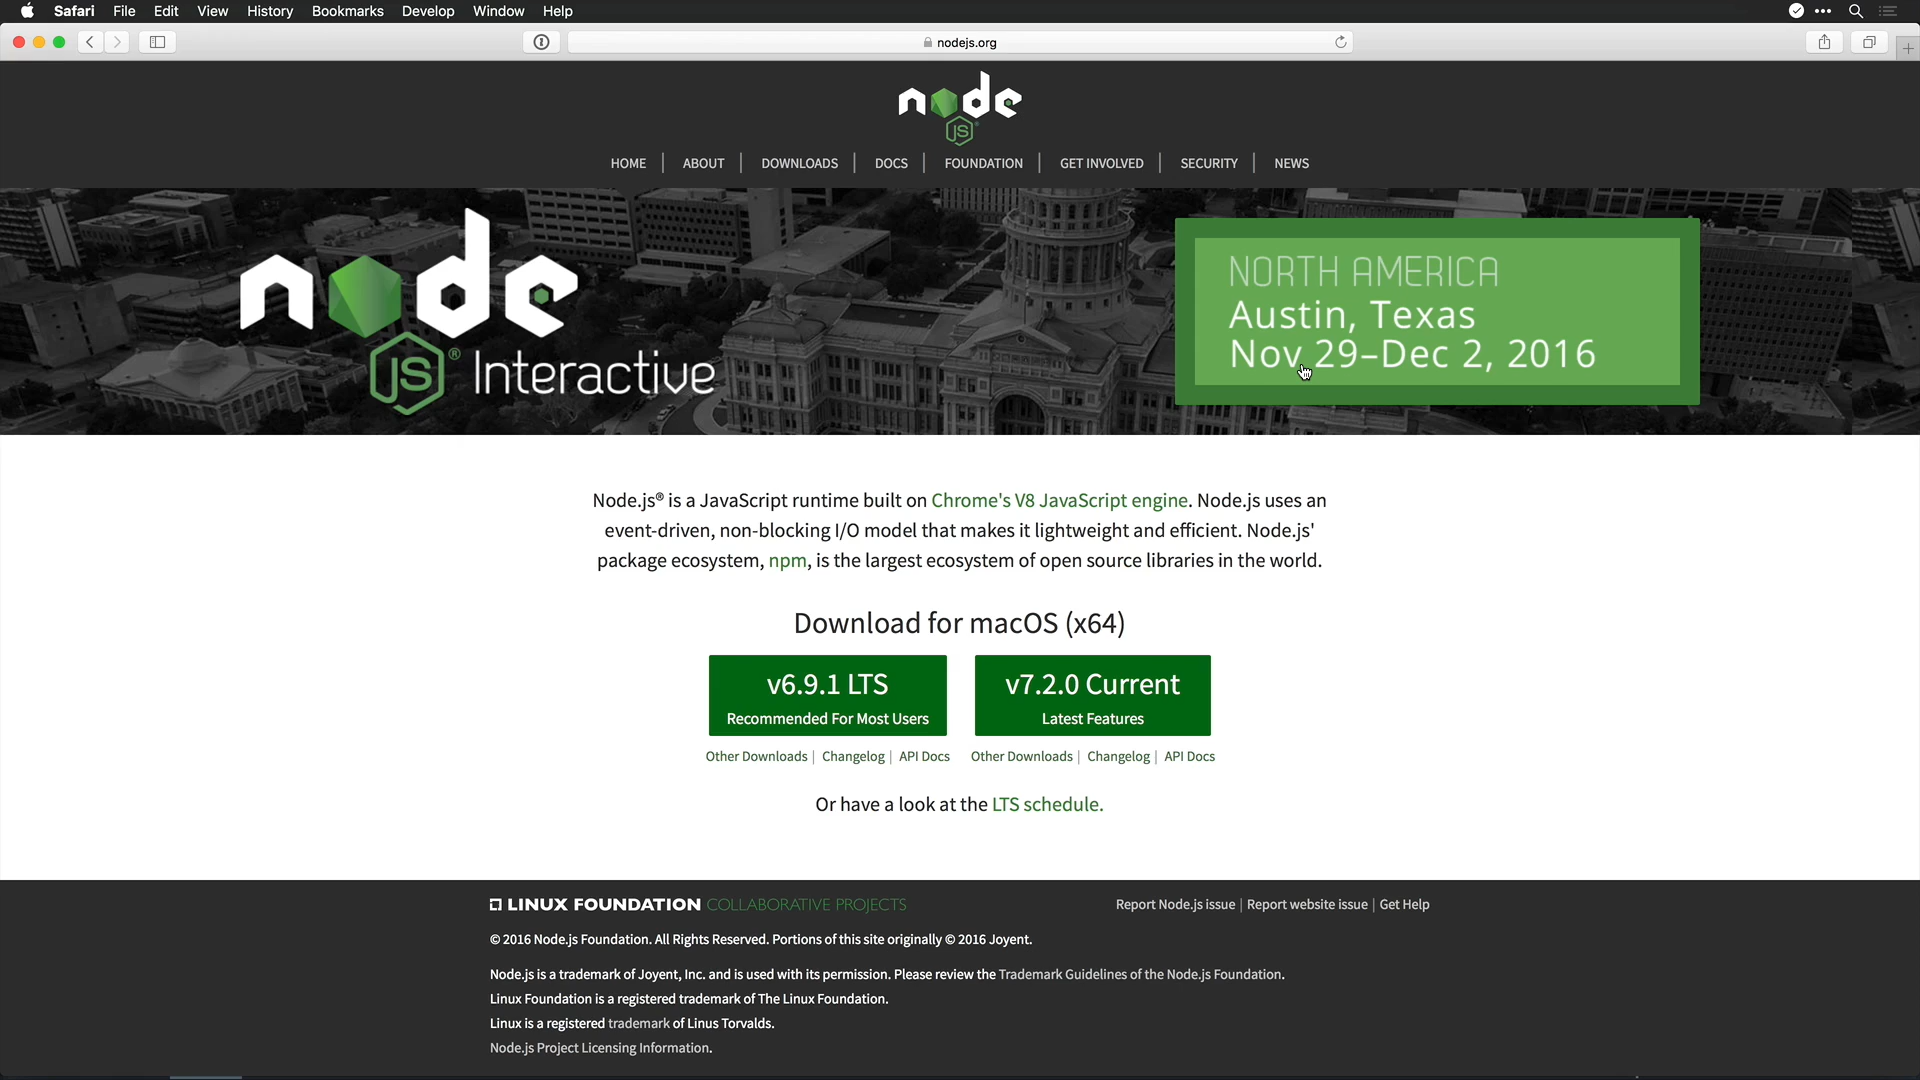 Safari File Edit View History Bookmarks Develop Window Help
nodejs.org
node
JS
HOME ABOUT DOWNLOADS DOCS FOUNDATION GET INVOLVED SECURITY NEWS
node
JS® Interactive
NORTH AMERICA
Austin, Texas
Nov 29–Dec 2, 2016
Node.js® is a JavaScript runtime built on Chrome's V8 JavaScript engine. Node.js uses an
event-driven, non-blocking I/O model that makes it lightweight and efficient. Node.js'
package ecosystem, npm, is the largest ecosystem of open source libraries in the world.
Download for macOS (x64)
v6.9.1 LTS
Recommended For Most Users
v7.2.0 Current
Latest Features
Other Downloads | Changelog | API Docs
Other Downloads | Changelog | API Docs
Or have a look at the LTS schedule.
LINUX FOUNDATION COLLABORATIVE PROJECTS
Report Node.js issue | Report website issue | Get Help
© 2016 Node.js Foundation. All Rights Reserved. Portions of this site originally © 2016 Joyent.
Node.js is a trademark of Joyent, Inc. and is used with its permission. Please review the Trademark Guidelines of the Node.js Foundation.
Linux Foundation is a registered trademark of The Linux Foundation.
Linux is a registered trademark of Linus Torvalds.
Node.js Project Licensing Information.